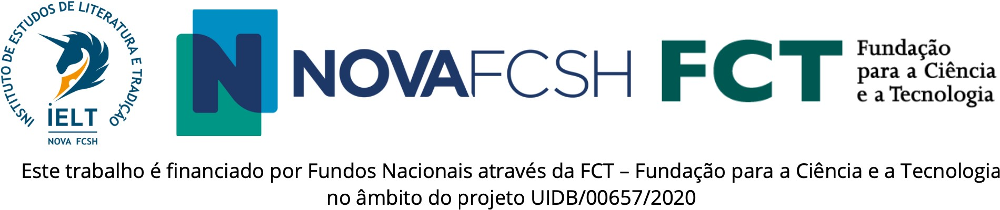 INSTITUTO DE ESTUDOS DE LITERATURA E TRADIÇÃO
iELT
NOVA FCSH
N
NOVAFCSH
FCT
Fundação
para a Ciência
e a Tecnologia
Este trabalho é financiado por Fundos Nacionais através da FCT – Fundação para a Ciência e a Tecnologia
no âmbito do projeto UIDB/00657/2020